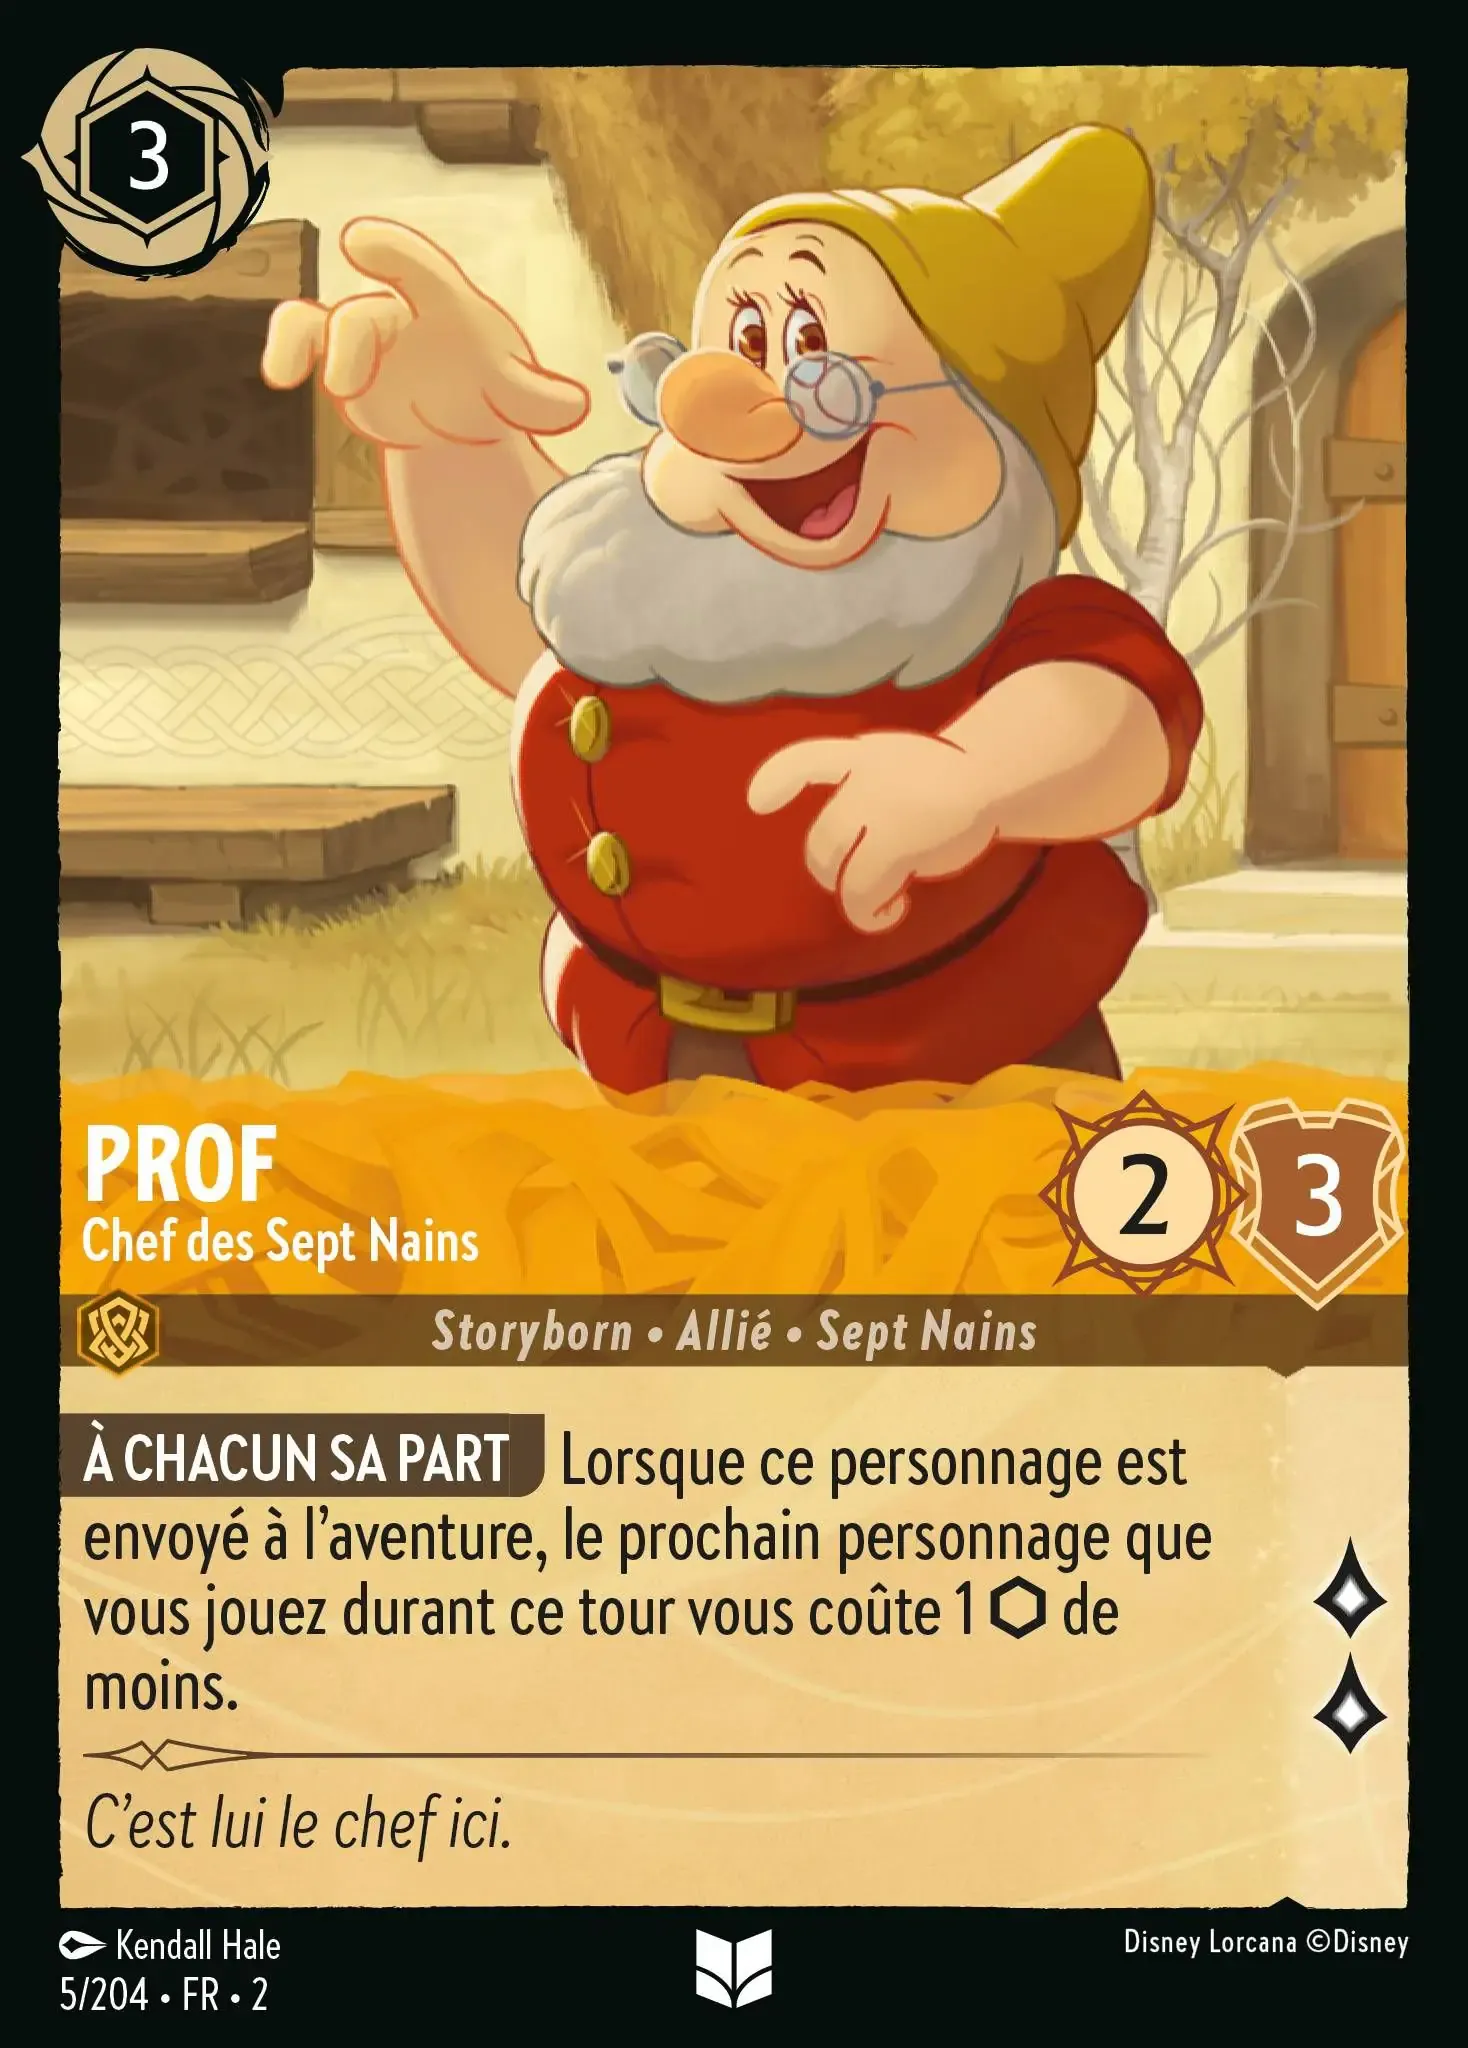 3
PROF
Chef des Sept Nains
2
3
Storyborn • Allié • Sept Nains
À CHACUN SA PART Lorsque ce personnage est
envoyé à l’aventure, le prochain personnage que
vous jouez durant ce tour vous coûte 1 ⬡ de
moins.
C’est lui le chef ici.
Kendall Hale
5/204 • FR • 2
Disney Lorcana ©Disney